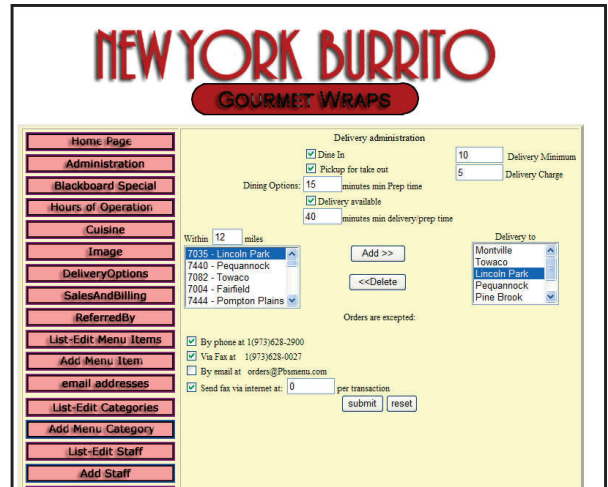 NEW YORK BURRITO
GOURMET WRAPS
Home Page
Administration
Blackboard Special
Hours of Operation
Cuisine
Image
DeliveryOptions
SalesAndBilling
ReferredBy
List-Edit Menu Items
Add Menu Item
email addresses
List-Edit Categories
Add Menu Category
List-Edit Staff
Add Staff
Delivery administration
Dine In
Pickup for take out
Dining Options: 15 minutes min Prep time
Delivery available
40 minutes min delivery/prep time
10 Delivery Minimum
5 Delivery Charge
Within 12 miles
7035 - Lincoln Park
7440 - Pequannock
7082 - Towaco
7004 - Fairfield
7444 - Pompton Plains
Add >>
<<Delete
Delivery to
Montville
Towaco
Lincoln Park
Pequannock
Pine Brook
Orders are excepted:
By phone at 1(973)628-2900
Via Fax at 1(973)628-0027
By email at orders@Pbsmenu.com
Send fax via internet at: 0 per transaction
submit reset